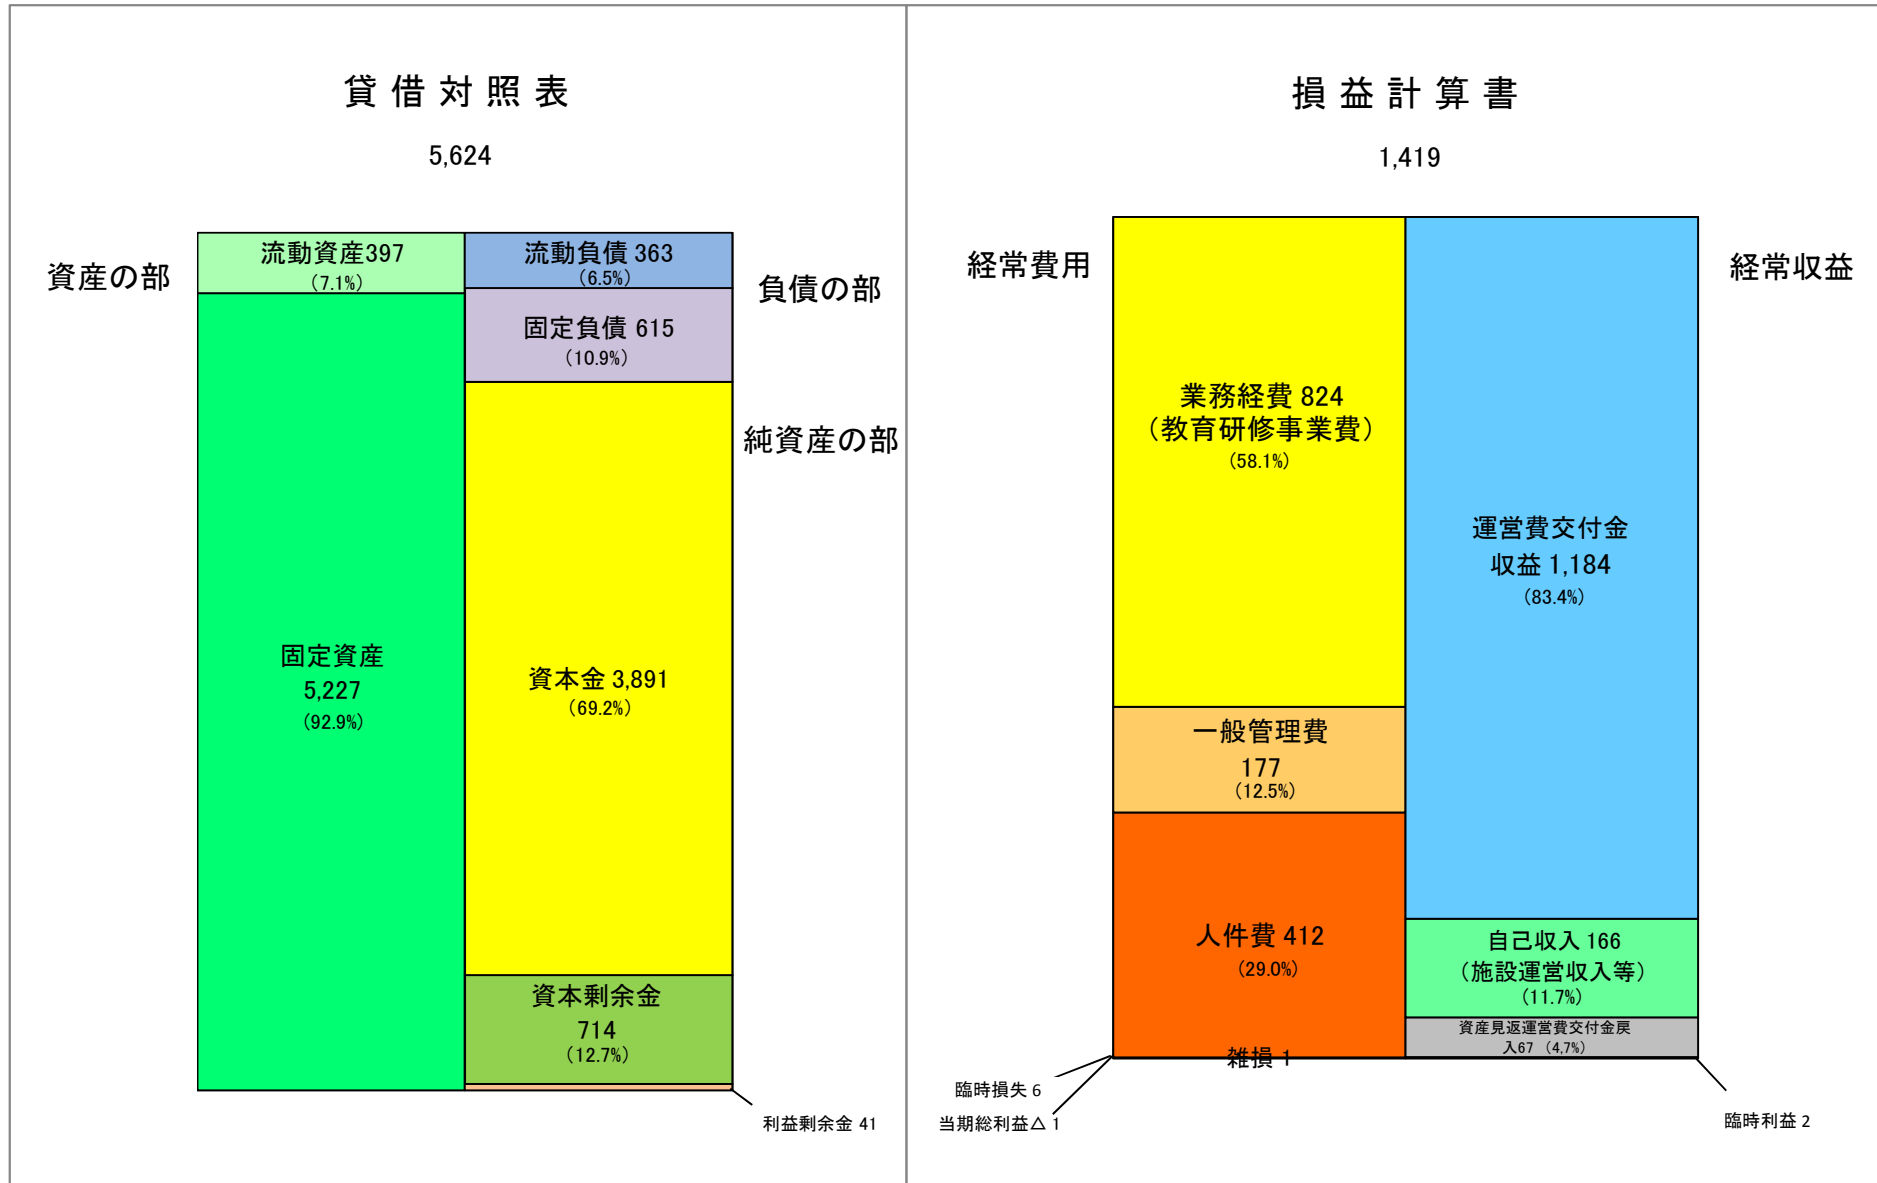 貸借対照表
5,624
資産の部
流動資産397
（7.1%）
固定資産
5,227
（92.9%）
流動負債 363
（6.5%）
固定負債 615
（10.9%）
負債の部
純資産の部
資本金 3,891
（69.2%）
資本剰余金
714
（12.7%）
利益剰余金 41
損益計算書
1,419
経常費用
業務経費 824
（教育研修事業費）
（58.1%）
一般管理費
177
（12.5%）
人件費 412
（29.0%）
雑損 1
臨時損失 6
当期総利益△ 1
経常収益
運営費交付金
収益 1,184
（83.4%）
自己収入 166
（施設運営収入等）
（11.7%）
資産見返運営費交付金戻
入67 （4,7%）
臨時利益 2